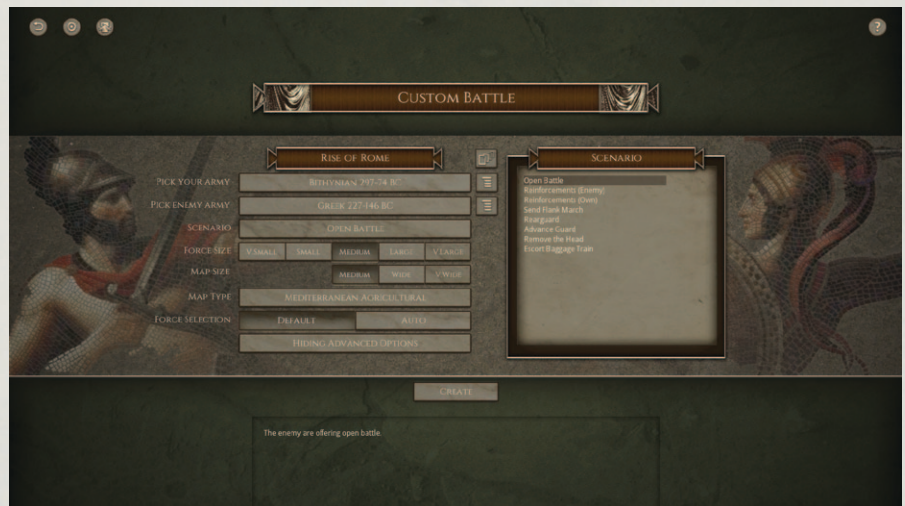 ?
CUSTOM BATTLE
RISE OF ROME
PICK YOUR ARMY BITHYNIAN 297-74 BC
PICK ENEMY ARMY GREEK 227-146 BC
SCENARIO OPEN BATTLE
FORCE SIZE V.SMALL SMALL MEDIUM LARGE V.LARGE
MAP SIZE MEDIUM WIDE V.WIDE
MAP TYPE MEDITERRANEAN AGRICULTURAL
FORCE SELECTION DEFAULT AUTO
HIDING ADVANCED OPTIONS
SCENARIO
Open Battle
Reinforcements (Enemy)
Reinforcements (Own)
Send Flank March
Rearguard
Advance Guard
Remove the Head
Escort Baggage Train
CREATE
The enemy are offering open battle.